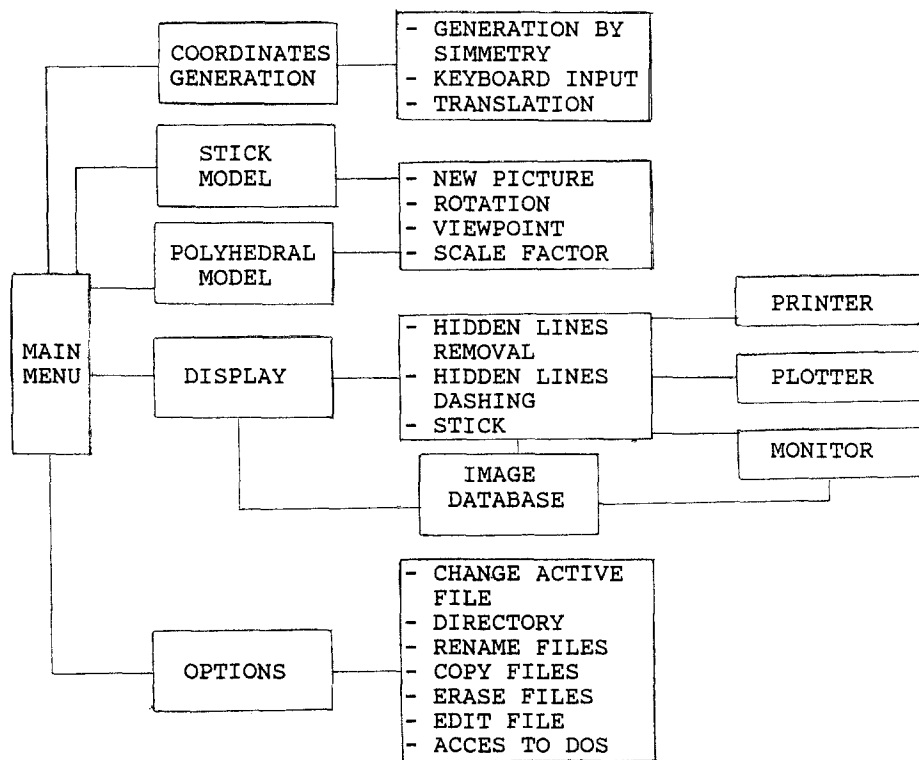 COORDINATES
GENERATION
- GENERATION BY
SIMMETRY
- KEYBOARD INPUT
- TRANSLATION
STICK
MODEL
- NEW PICTURE
- ROTATION
- VIEWPOINT
- SCALE FACTOR
POLYHEDRAL
MODEL
MAIN
MENU
DISPLAY
- HIDDEN LINES
REMOVAL
- HIDDEN LINES
DASHING
- STICK
PRINTER
PLOTTER
MONITOR
IMAGE
DATABASE
OPTIONS
- CHANGE ACTIVE
FILE
- DIRECTORY
- RENAME FILES
- COPY FILES
- ERASE FILES
- EDIT FILE
- ACCES TO DOS